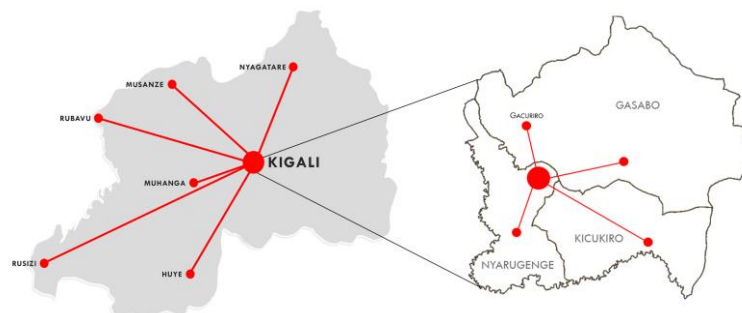 NYAGATARE
MUSANZE
RUBAVU
KIGALI
MUHANGA
RUSIZI
HUYE
GACURIRO
GASABO
KICUKIRO
NYARUGENGE